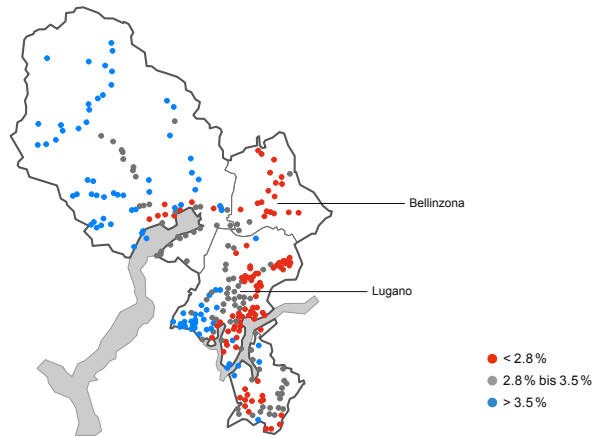 Bellinzona
Lugano
< 2.8 %
2.8 % bis 3.5 %
> 3.5 %